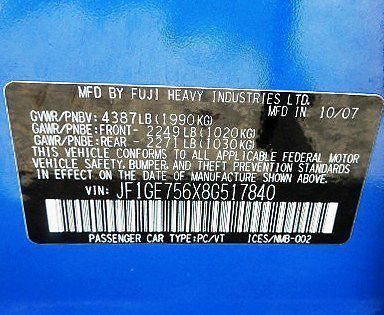 MFD BY FUJI HEAVY INDUSTRIES LTD.
MFD IN 10/07
GVWR/PNBV: 4387LB(1990KG)
GAWR/PNBE:FRONT- 2249LB(1020KG)
GAWR/PNBE:REAR 2271LB(1030KG)
THIS VEHICLE CONFORMS TO ALL APPLICABLE FEDERAL MOTOR
VEHICLE SAFETY, BUMPER, AND THEFT PREVENTION STANDARDS
IN EFFECT ON THE DATE OF MANUFACTURE SHOWN ABOVE.
VIN: JF1GE756X8G517840
PASSENGER CAR TYPE:PC/VT ICES/NMB-002